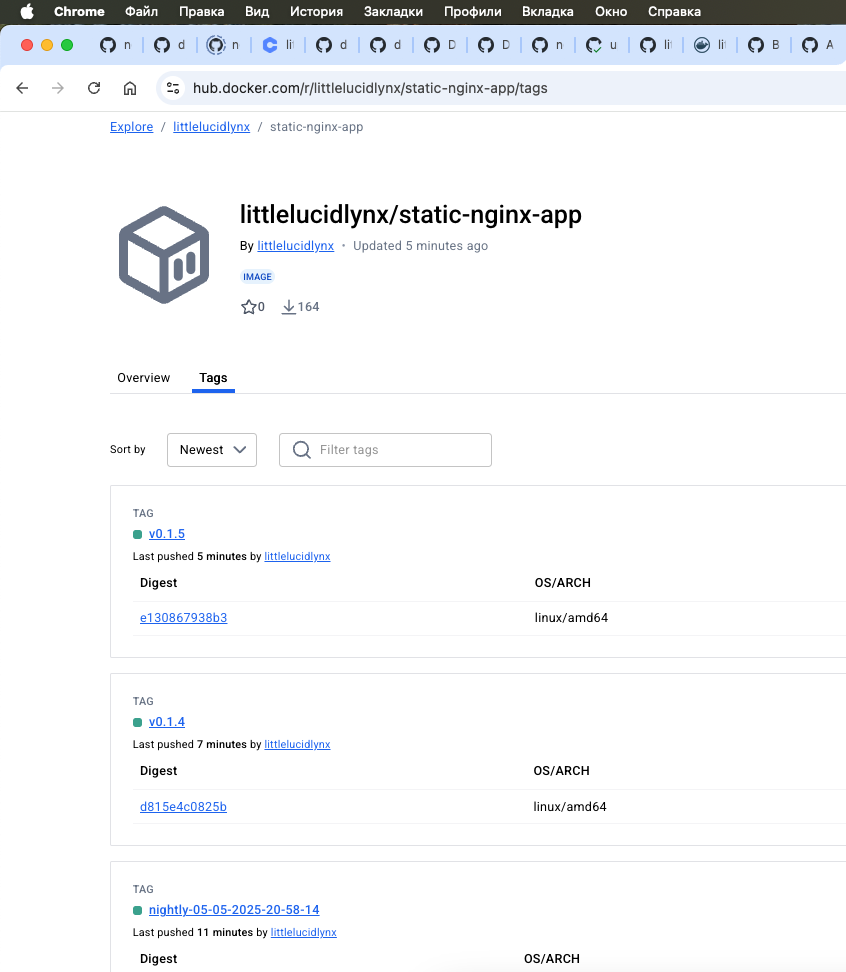 Chrome Файл Правка Вид История Закладки Профили Вкладка Окно Справка
n d n lit d d D D n u lit lit B A
hub.docker.com/r/littlelucidlynx/static-nginx-app/tags
Explore / littlelucidlynx / static-nginx-app
littlelucidlynx/static-nginx-app
By littlelucidlynx • Updated 5 minutes ago
IMAGE
0 164
Overview Tags
Sort by Newest Filter tags
TAG
v0.1.5
Last pushed 5 minutes by littlelucidlynx
Digest OS/ARCH
e130867938b3 linux/amd64
TAG
v0.1.4
Last pushed 7 minutes by littlelucidlynx
Digest OS/ARCH
d815e4c0825b linux/amd64
TAG
nightly-05-05-2025-20-58-14
Last pushed 11 minutes by littlelucidlynx
Digest OS/ARCH